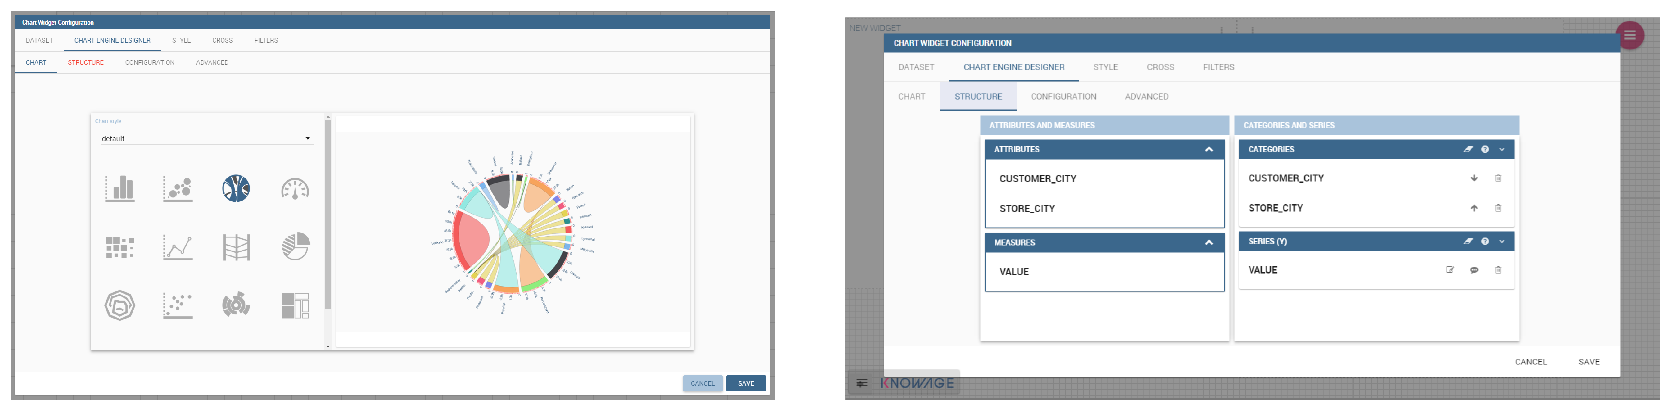 Chart Widget Configuration
DATASET CHART ENGINE DESIGNER STYLE CROSS FILTERS
CHART STRUCTURE CONFIGURATION ADVANCED
Chart style
default
CANCEL SAVE
NEW WIDGET
CHART WIDGET CONFIGURATION
DATASET CHART ENGINE DESIGNER STYLE CROSS FILTERS
CHART STRUCTURE CONFIGURATION ADVANCED
ATTRIBUTES AND MEASURES
ATTRIBUTES
CUSTOMER_CITY
STORE_CITY
MEASURES
VALUE
CATEGORIES AND SERIES
CATEGORIES
CUSTOMER_CITY
STORE_CITY
SERIES (Y)
VALUE
CANCEL SAVE
KNOWAGE